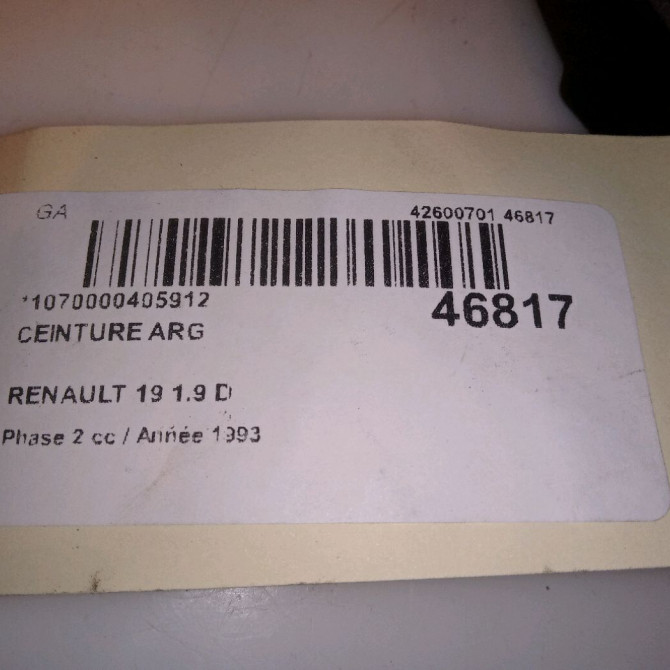 GA 42600701 46817
*1070000405912 46817
CEINTURE ARG
RENAULT 19 1.9 D
Phase 2 cc / Année 1993